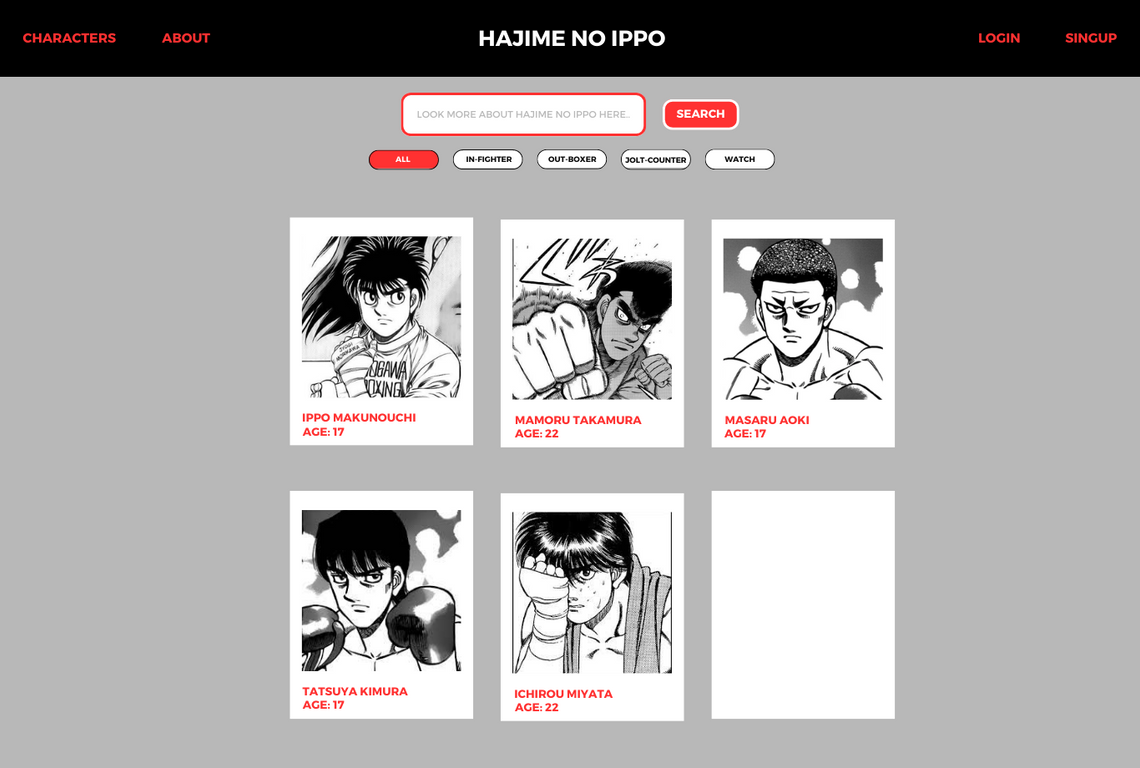 CHARACTERS ABOUT HAJIME NO IPPO LOGIN SINGUP
LOOK MORE ABOUT HAJIME NO IPPO HERE.. SEARCH
ALL IN-FIGHTER OUT-BOXER JOLT-COUNTER WATCH
OGAWA
OXING
IPPO MAKUNOUCHI
AGE: 17
MAMORU TAKAMURA
AGE: 22
MASARU AOKI
AGE: 17
TATSUYA KIMURA
AGE: 17
ICHIROU MIYATA
AGE: 22